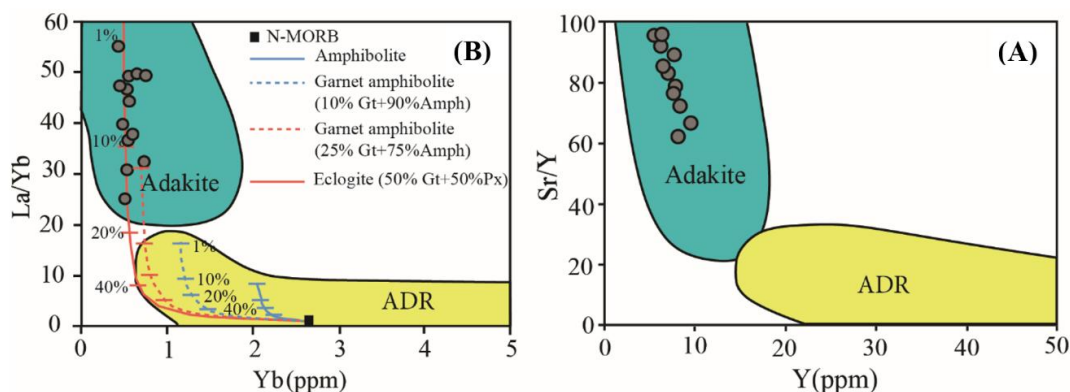 60
50
40
30
20
10
0
La/Yb
0
1
2
3
4
5
Yb(ppm)
(B)
1%
10%
20%
40%
Adakite
N-MORB
Amphibolite
Garnet amphibolite
(10% Gt+90%Amph)
Garnet amphibolite
(25% Gt+75%Amph)
Eclogite (50% Gt+50%Px)
1%
10%
20%
40%
ADR
100
80
60
40
20
0
Sr/Y
0
10
20
30
40
50
Y(ppm)
(A)
Adakite
ADR